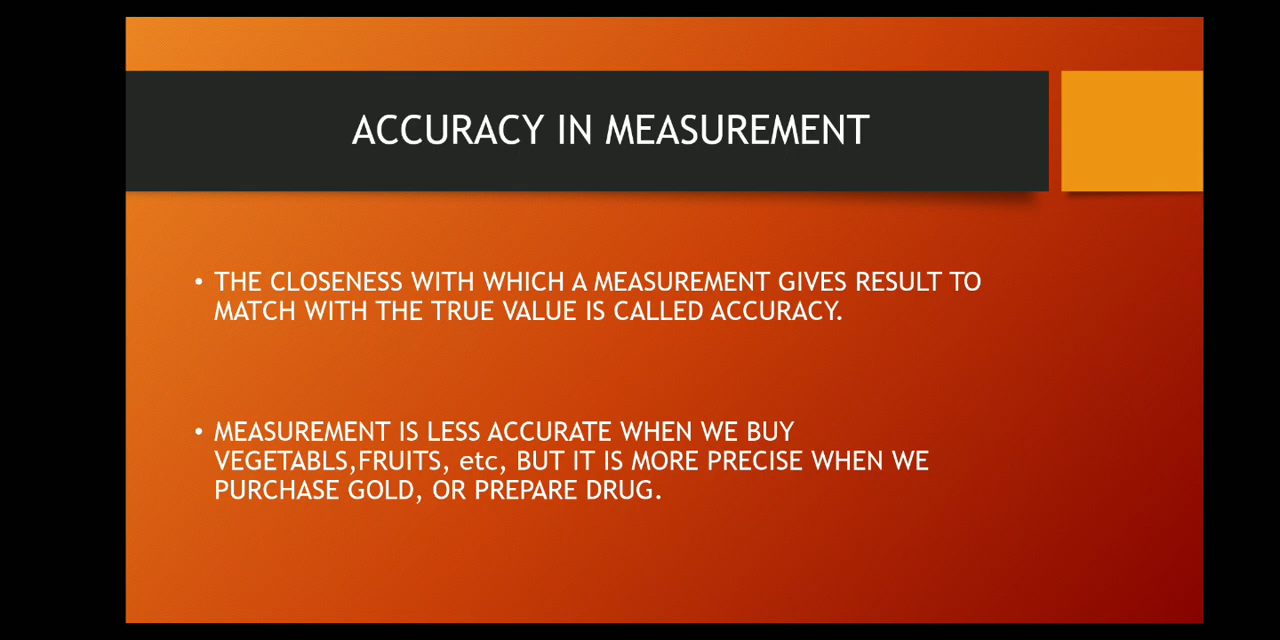 ACCURACY IN MEASUREMENT
• THE CLOSENESS WITH WHICH A MEASUREMENT GIVES RESULT TO
MATCH WITH THE TRUE VALUE IS CALLED ACCURACY.
• MEASUREMENT IS LESS ACCURATE WHEN WE BUY
VEGETABLS,FRUITS, etc, BUT IT IS MORE PRECISE WHEN WE
PURCHASE GOLD, OR PREPARE DRUG.